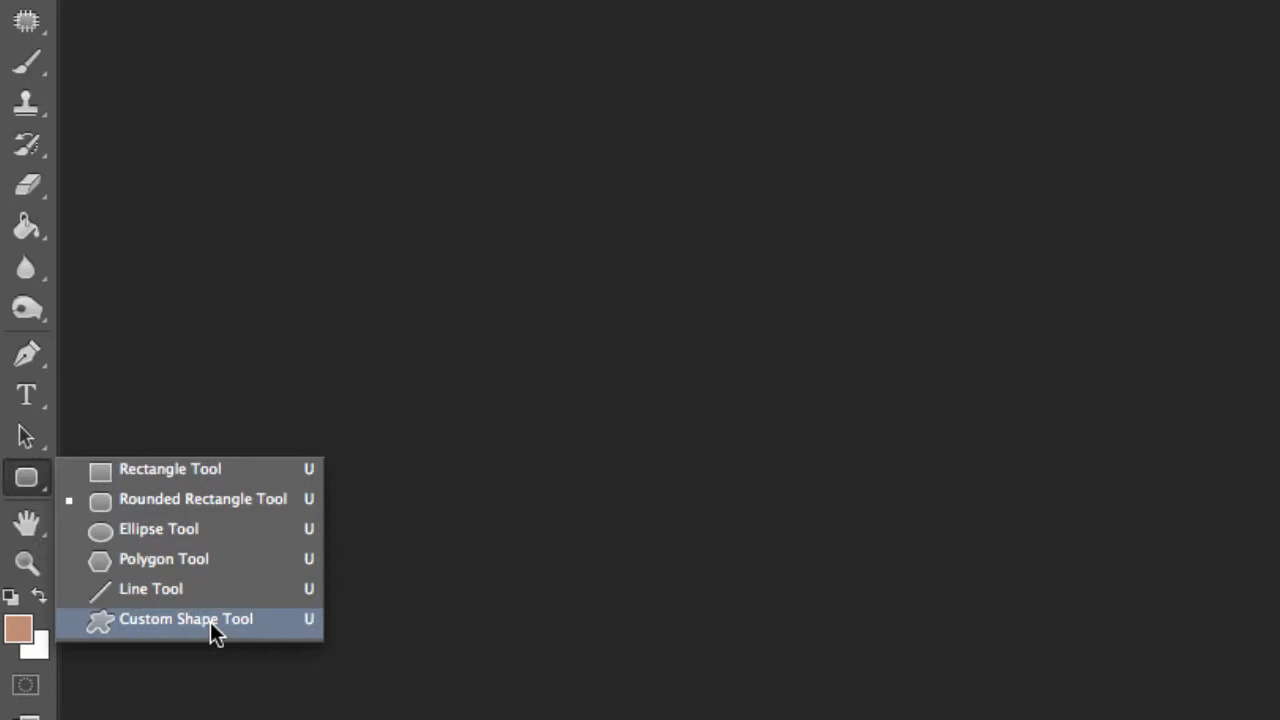 T
Rectangle Tool U
Rounded Rectangle Tool U
Ellipse Tool U
Polygon Tool U
Line Tool U
Custom Shape Tool U